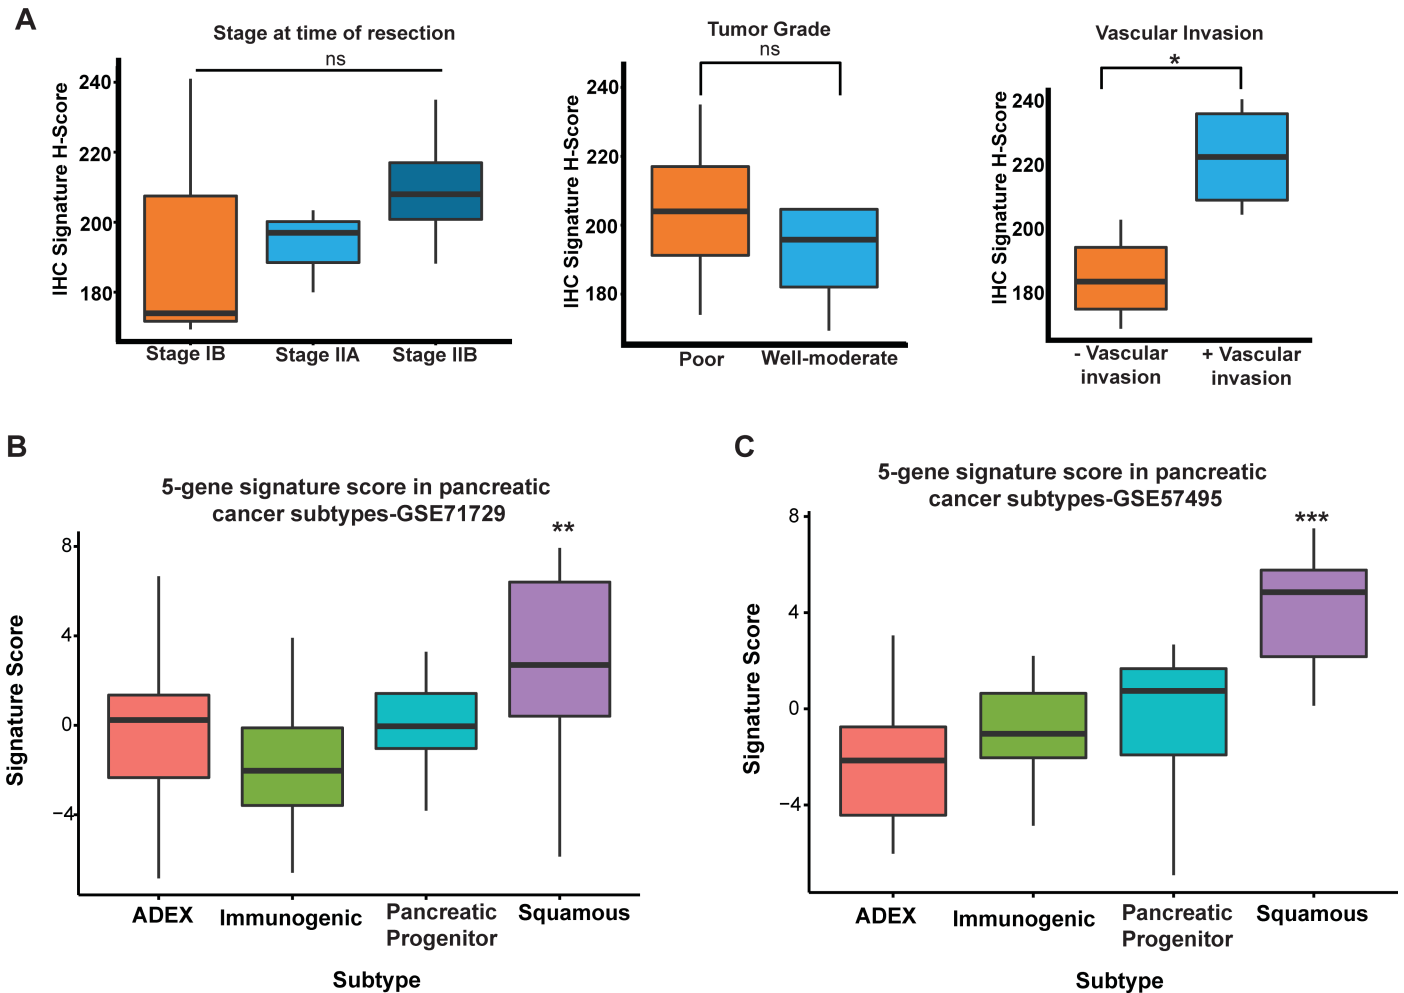 A
Stage at time of resection
ns
IHC Signature H-Score
240
220
200
180
Stage IB
Stage IIA
Stage IIB
Tumor Grade
ns
IHC Signature H-Score
240
220
200
180
Poor
Well-moderate
Vascular Invasion
*
IHC Signature H-Score
240
220
200
180
- Vascular
invasion
+ Vascular
invasion
B
5-gene signature score in pancreatic
cancer subtypes-GSE71729
**
Signature Score
8
4
0
−4
ADEX
Immunogenic
Pancreatic
Progenitor
Squamous
Subtype
C
5-gene signature score in pancreatic
cancer subtypes-GSE57495
***
Signature Score
8
4
0
−4
ADEX
Immunogenic
Pancreatic
Progenitor
Squamous
Subtype